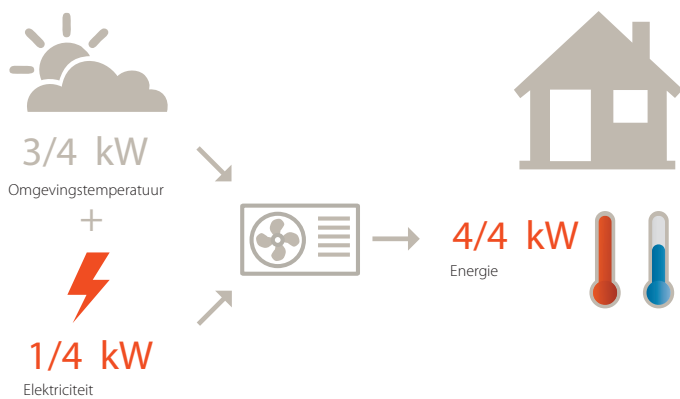 3/4 kW
Omgevingstemperatuur
+
1/4 kW
Elektriciteit
4/4 kW
Energie